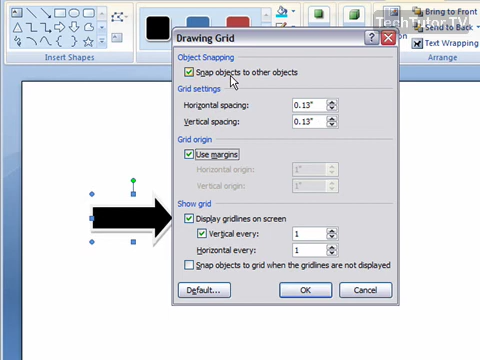 Bring to Front
TechTutor.TV
Send to Back
Text Wrapping
Insert Shapes
Arrange
Drawing Grid
Object Snapping
Snap objects to other objects
Grid settings
Horizontal spacing: 0.13"
Vertical spacing: 0.13"
Grid origin
Use margins
Horizontal origin: 1"
Vertical origin: 1"
Show grid
Display gridlines on screen
Vertical every: 1
Horizontal every: 1
Snap objects to grid when the gridlines are not displayed
Default... OK Cancel